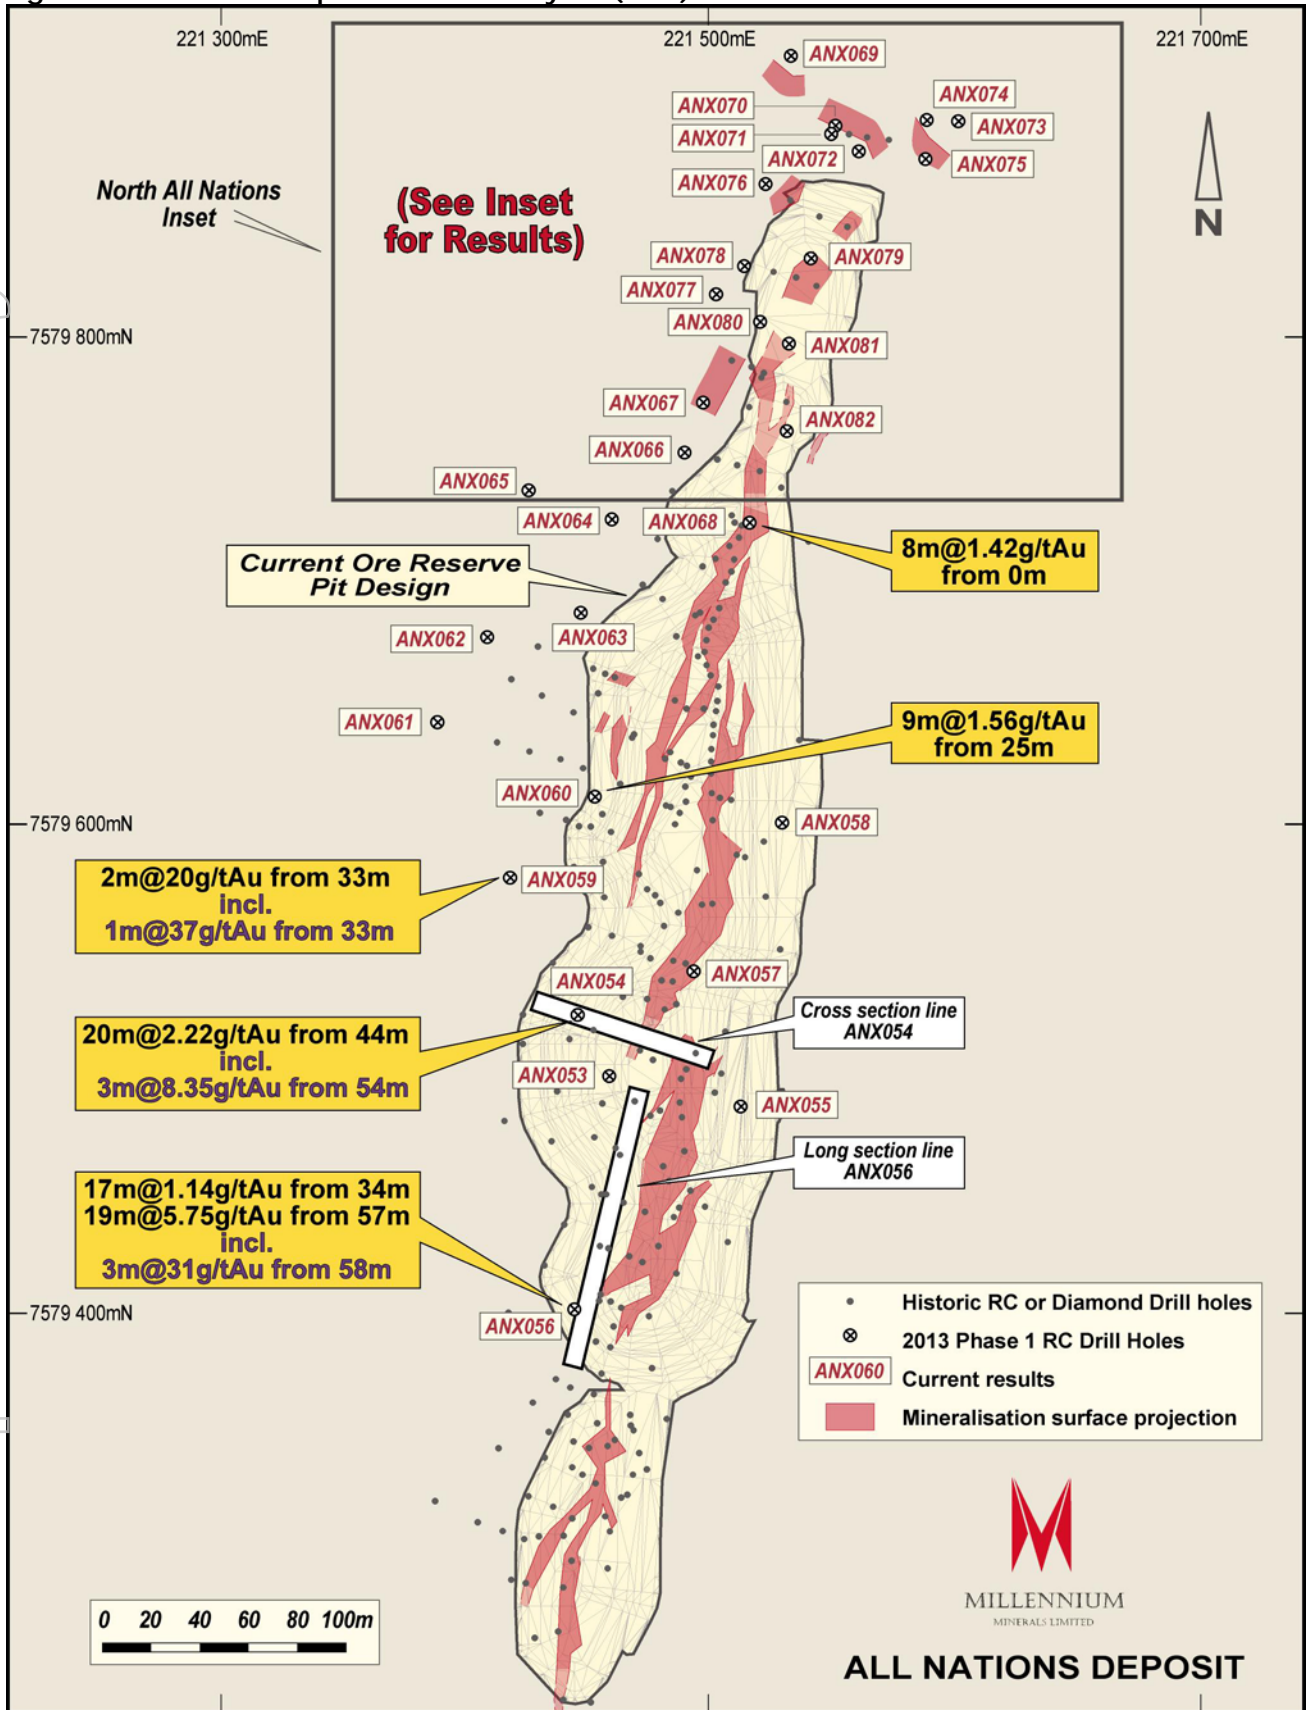 221 300mE
221 500mE
221 700mE
ANX069
ANX070
ANX074
ANX071
ANX073
ANX072
ANX075
ANX076
North All Nations
Inset
(See Inset
for Results)
N
ANX078
ANX079
ANX077
ANX080
7579 800mN
ANX081
ANX067
ANX082
ANX066
ANX065
ANX064
ANX068
8m@1.42g/tAu
from 0m
Current Ore Reserve
Pit Design
ANX062
ANX063
ANX061
9m@1.56g/tAu
from 25m
ANX060
7579 600mN
ANX058
2m@20g/tAu from 33m
incl.
1m@37g/tAu from 33m
ANX059
ANX054
ANX057
Cross section line
ANX054
20m@2.22g/tAu from 44m
incl.
3m@8.35g/tAu from 54m
ANX053
ANX055
Long section line
ANX056
17m@1.14g/tAu from 34m
19m@5.75g/tAu from 57m
incl.
3m@31g/tAu from 58m
7579 400mN
ANX056
Historic RC or Diamond Drill holes
2013 Phase 1 RC Drill Holes
ANX060 Current results
Mineralisation surface projection
MILLENNIUM
MINERALS LIMITED
0 20 40 60 80 100m
ALL NATIONS DEPOSIT